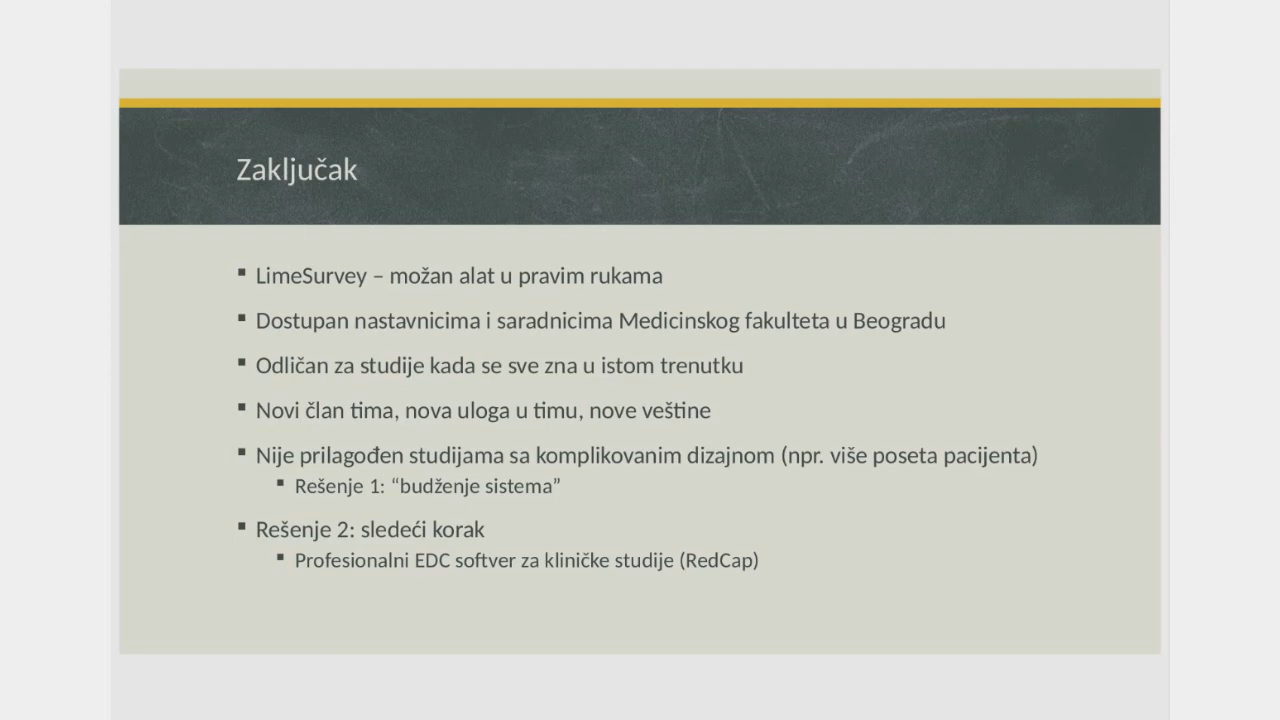 Zaključak
LimeSurvey – možan alat u pravim rukama
Dostupan nastavnicima i saradnicima Medicinskog fakulteta u Beogradu
Odličan za studije kada se sve zna u istom trenutku
Novi član tima, nova uloga u timu, nove veštine
Nije prilagođen studijama sa komplikovanim dizajnom (npr. više poseta pacijenta)
Rešenje 1: “budženje sistema”
Rešenje 2: sledeći korak
Profesionalni EDC softver za kliničke studije (RedCap)